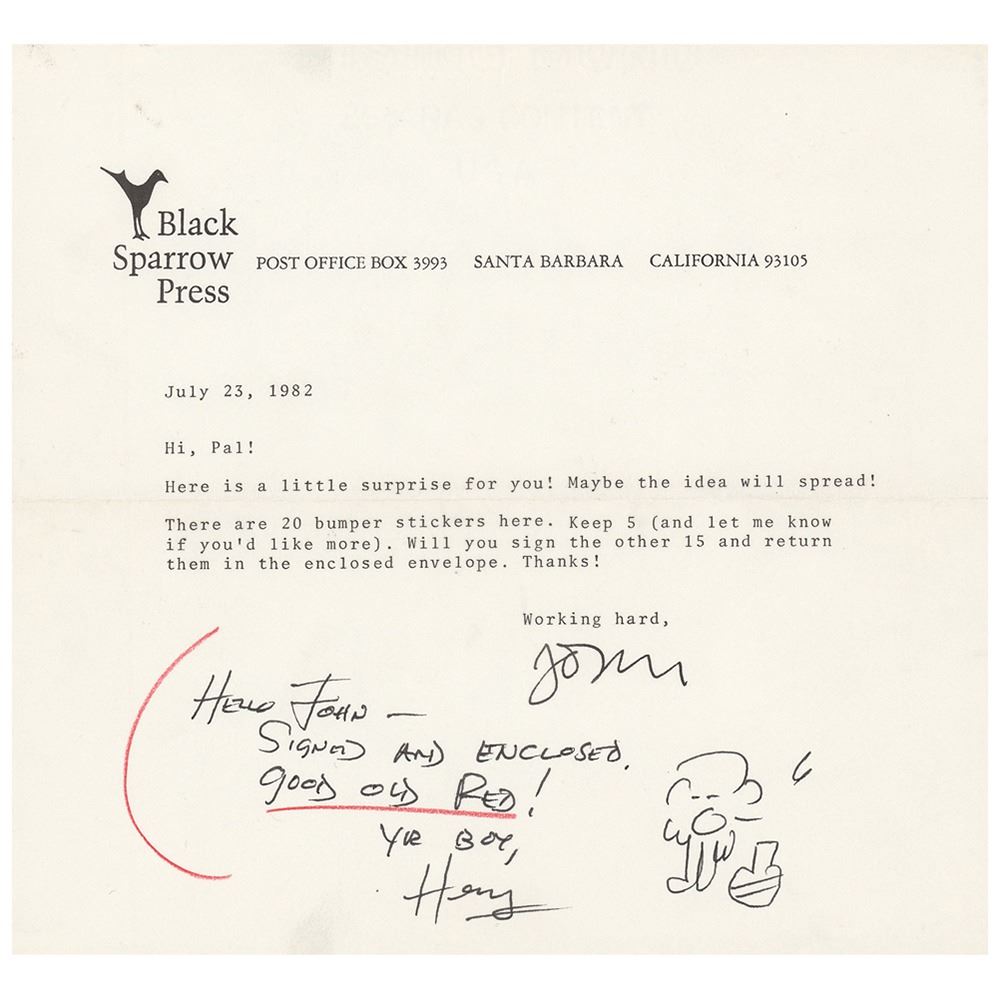 Black
Sparrow
Press
POST OFFICE BOX 3993 SANTA BARBARA CALIFORNIA 93105
July 23, 1982
Hi, Pal!
Here is a little surprise for you! Maybe the idea will spread!
There are 20 bumper stickers here. Keep 5 (and let me know
if you'd like more). Will you sign the other 15 and return
them in the enclosed envelope. Thanks!
Working hard,
John
HELLO JOHN —
SIGNED AND ENCLOSED.
GOOD OLD RED!
YR BOY,
Henry